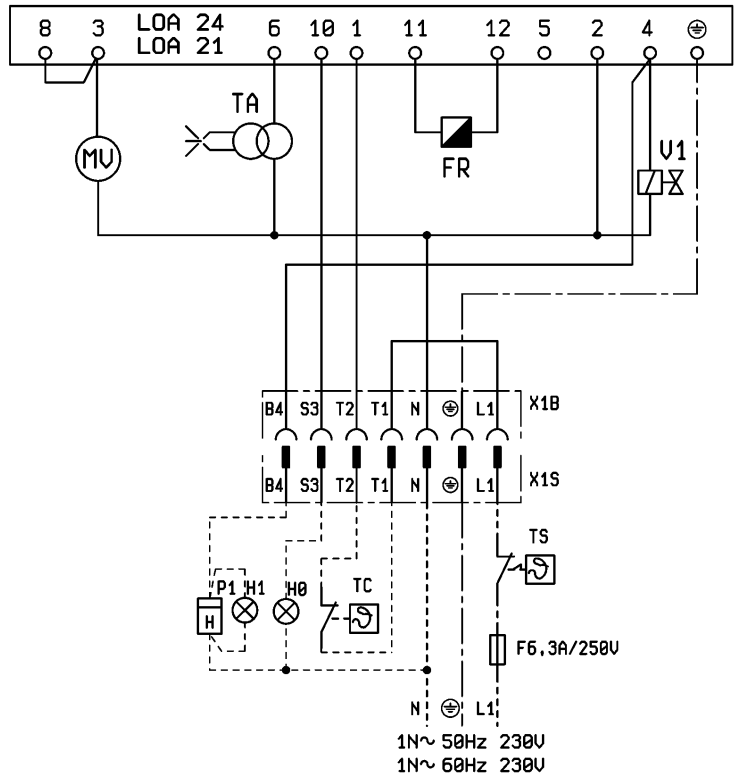 LOA 24
LOA 21
8 3 6 10 1 11 12 5 2 4
TA
MV
FR
V1
B4 S3 T2 T1 N L1 X1B
B4 S3 T2 T1 N L1 X1S
TS
P1 H1 H0 TC
H
F6,3A/250V
N L1
1N~ 50Hz 230V
1N~ 60Hz 230V